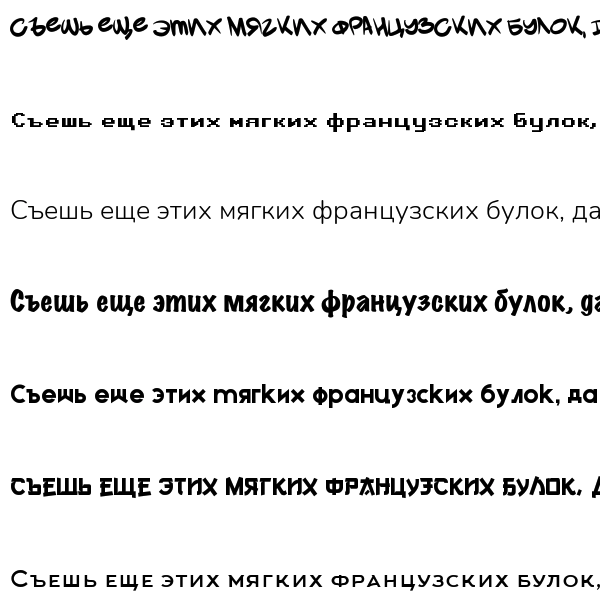 Съешь еще этих мягких французских булок,
Съешь еще этих мягких французских булок,
Съешь еще этих мягких французских булок, да
Съешь еще этих мягких французских булок, да
Съешь еще этих мягких французских булок, да
СЪЕШЬ ЕЩЕ ЭТИХ МЯГКИХ ФРАНЦУЗСКИХ БУЛОК, Д
Съешь еще этих мягких французских булок,